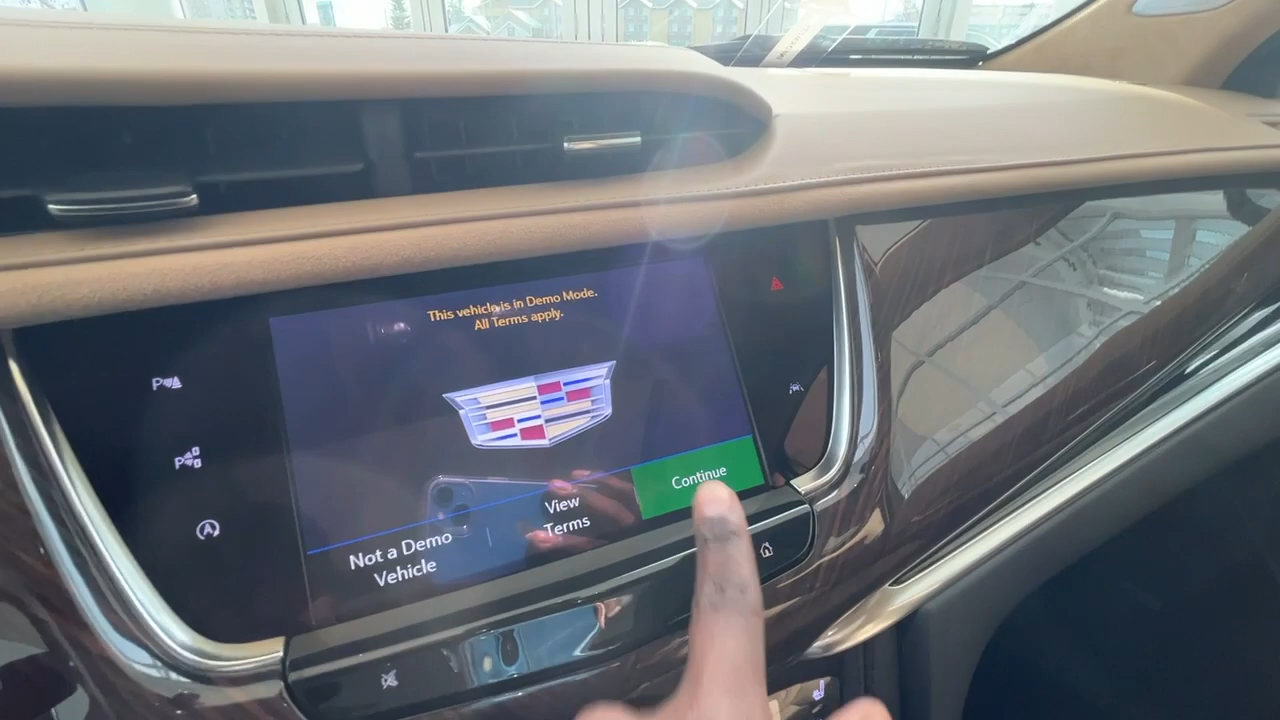 This vehicle is in Demo Mode.
All Terms apply.
Not a Demo
Vehicle
View
Terms
Continue